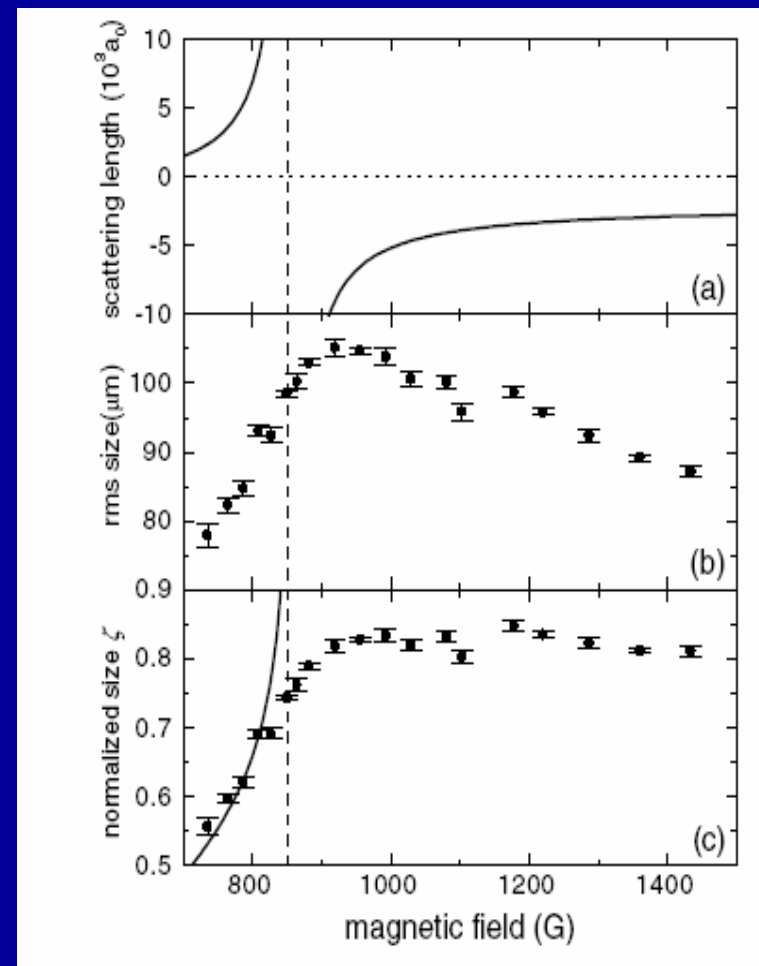 10
5
0
-5
-10
scattering length (10³a₀)
(a)
100
90
80
rms size(μm)
(b)
0.9
0.8
0.7
0.6
0.5
normalized size ζ
(c)
800 1000 1200 1400
magnetic field (G)